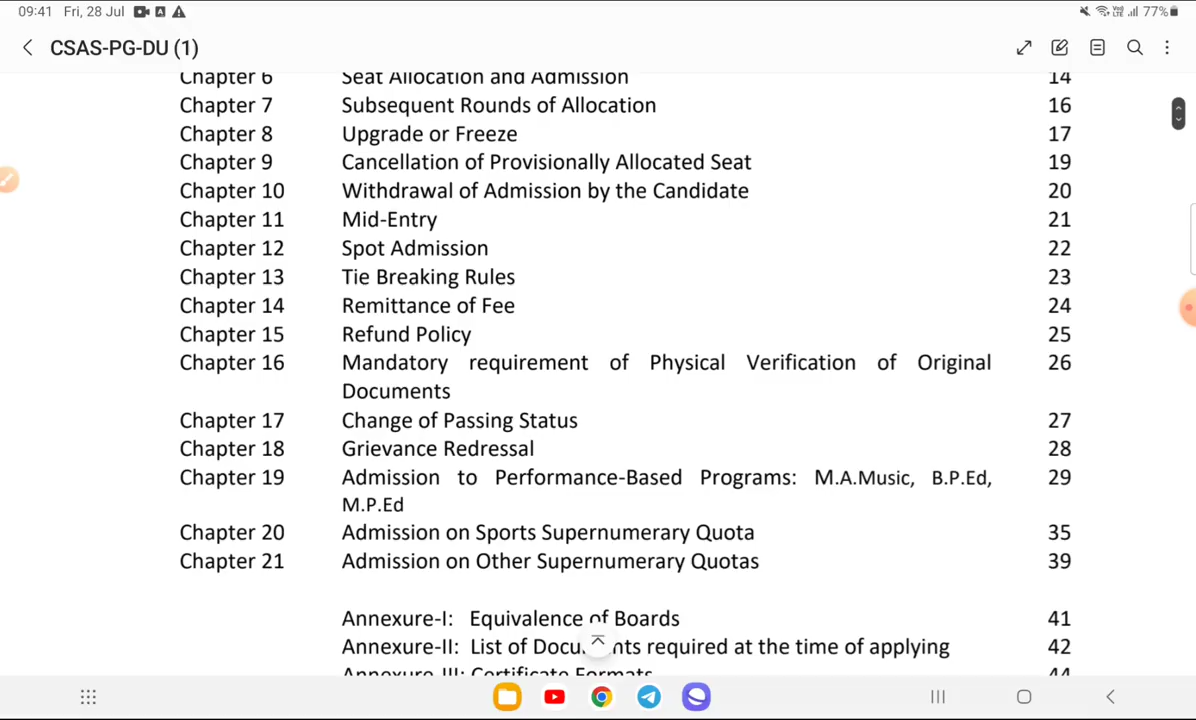 09:41 Fri, 28 Jul 77%
CSAS-PG-DU (1)
Chapter 6 Seat Allocation and Admission 14
Chapter 7 Subsequent Rounds of Allocation 16
Chapter 8 Upgrade or Freeze 17
Chapter 9 Cancellation of Provisionally Allocated Seat 19
Chapter 10 Withdrawal of Admission by the Candidate 20
Chapter 11 Mid-Entry 21
Chapter 12 Spot Admission 22
Chapter 13 Tie Breaking Rules 23
Chapter 14 Remittance of Fee 24
Chapter 15 Refund Policy 25
Chapter 16 Mandatory requirement of Physical Verification of Original 26
Documents
Chapter 17 Change of Passing Status 27
Chapter 18 Grievance Redressal 28
Chapter 19 Admission to Performance-Based Programs: M.A.Music, B.P.Ed, 29
M.P.Ed
Chapter 20 Admission on Sports Supernumerary Quota 35
Chapter 21 Admission on Other Supernumerary Quotas 39
Annexure-I: Equivalence of Boards 41
Annexure-II: List of Documents required at the time of applying 42
Annexure-III: Certificate Formats 44